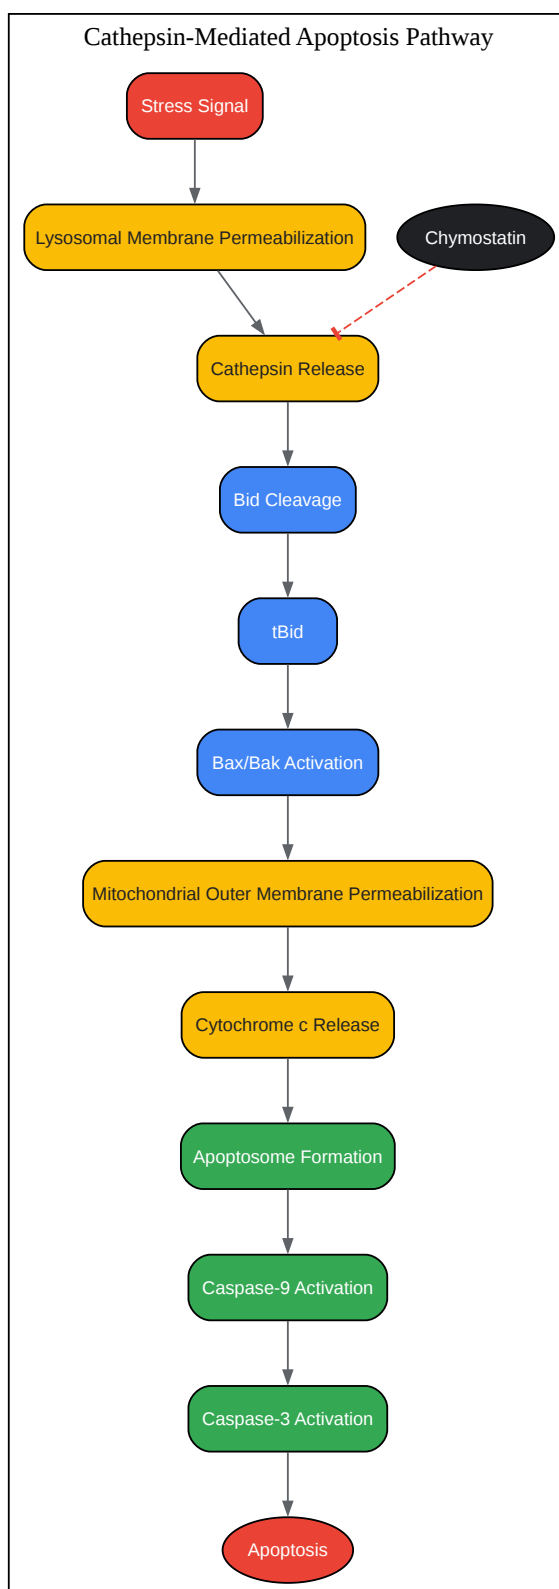 Cathepsin-Mediated Apoptosis Pathway
Stress Signal
Lysosomal Membrane Permeabilization
Chymostatin
Cathepsin Release
Bid Cleavage
tBid
Bax/Bak Activation
Mitochondrial Outer Membrane Permeabilization
Cytochrome c Release
Apoptosome Formation
Caspase-9 Activation
Caspase-3 Activation
Apoptosis